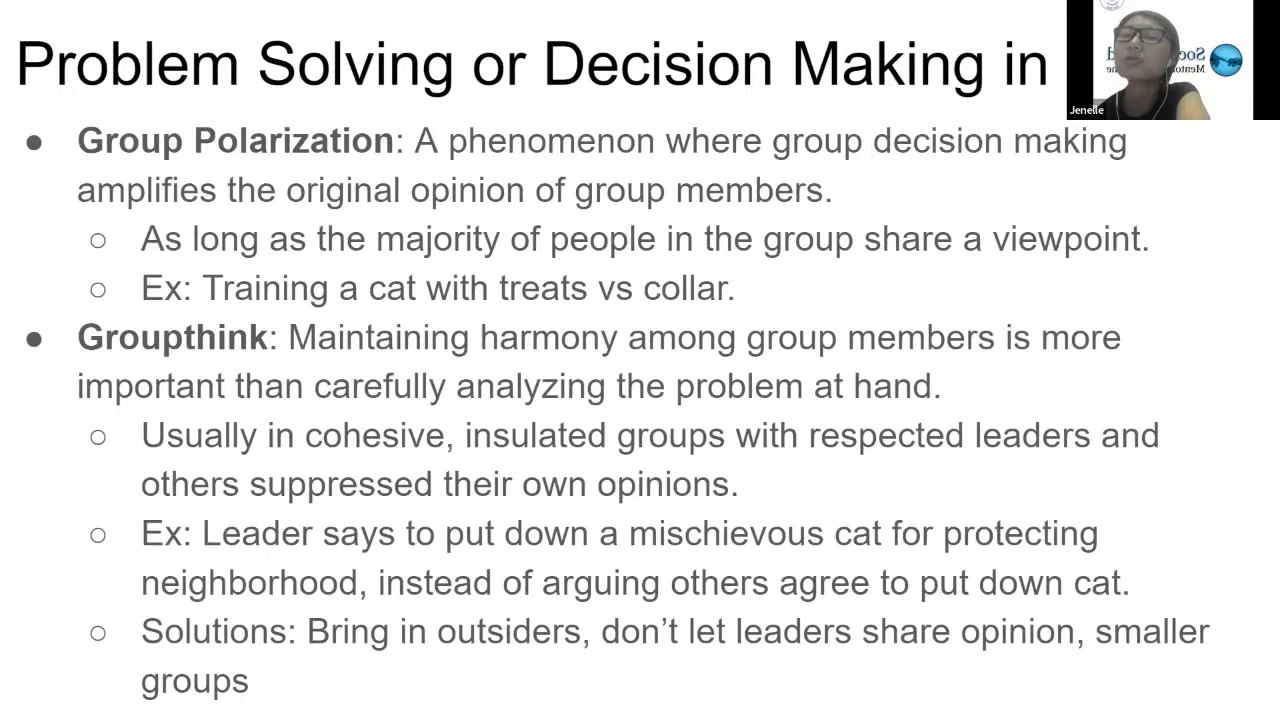 Problem Solving or Decision Making in
Jenelle
● Group Polarization: A phenomenon where group decision making
amplifies the original opinion of group members.
○ As long as the majority of people in the group share a viewpoint.
○ Ex: Training a cat with treats vs collar.
● Groupthink: Maintaining harmony among group members is more
important than carefully analyzing the problem at hand.
○ Usually in cohesive, insulated groups with respected leaders and
others suppressed their own opinions.
○ Ex: Leader says to put down a mischievous cat for protecting
neighborhood, instead of arguing others agree to put down cat.
○ Solutions: Bring in outsiders, don’t let leaders share opinion, smaller
groups